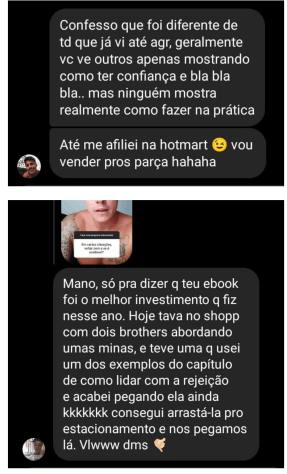 Confesso que foi diferente de
td que já vi até agr, geralmente
vc ve outros apenas mostrando
como ter confiança e bla bla
bla.. mas ninguém mostra
realmente como fazer na prática
Até me afiliei na hotmart 😉 vou
vender pros parça hahaha
Mano, só pra dizer q teu ebook
foi o melhor investimento q fiz
nesse ano. Hoje tava no shopp
com dois brothers abordando
umas minas, e teve uma q usei
um dos exemplos do capítulo
de como lidar com a rejeição
e acabei pegando ela ainda
kkkkkkk consegui arrastá-la pro
estacionamento e nos pegamos
lá. Vlwww dms 🤙🏻